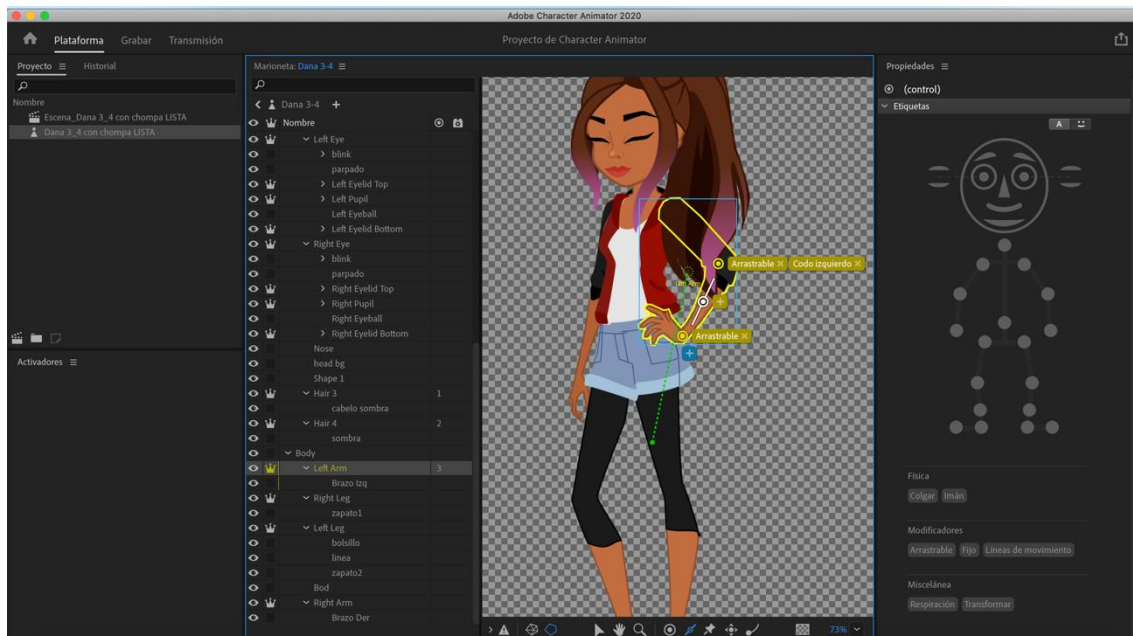 Adobe Character Animator 2020
Plataforma Grabar Transmisión
Proyecto de Character Animator
Proyecto Historial
Nombre
Escena_Dana 3_4 con chompa LISTA
Dana 3_4 con chompa LISTA
Activadores
Marioneta: Dana 3-4
Dana 3-4
Nombre
Left Eye
blink
parpado
Left Eyelid Top
Left Pupil
Left Eyeball
Left Eyelid Bottom
Right Eye
blink
parpado
Right Eyelid Top
Right Pupil
Right Eyeball
Right Eyelid Bottom
Nose
head bg
Shape 1
Hair 3 1
cabelo sombra
Hair 4 2
sombra
Body
Left Arm 3
Brazo Izq
Right Leg
zapato1
Left Leg
bolsillo
linea
zapato2
Bod
Right Arm
Brazo Der
Arrastrable × Codo izquierdo ×
Left Arm
Arrastrable ×
73%
Propiedades
(control)
Etiquetas
A
Física
Colgar Imán
Modificadores
Arrastrable Fijo Líneas de movimiento
Miscelánea
Respiración Transformar